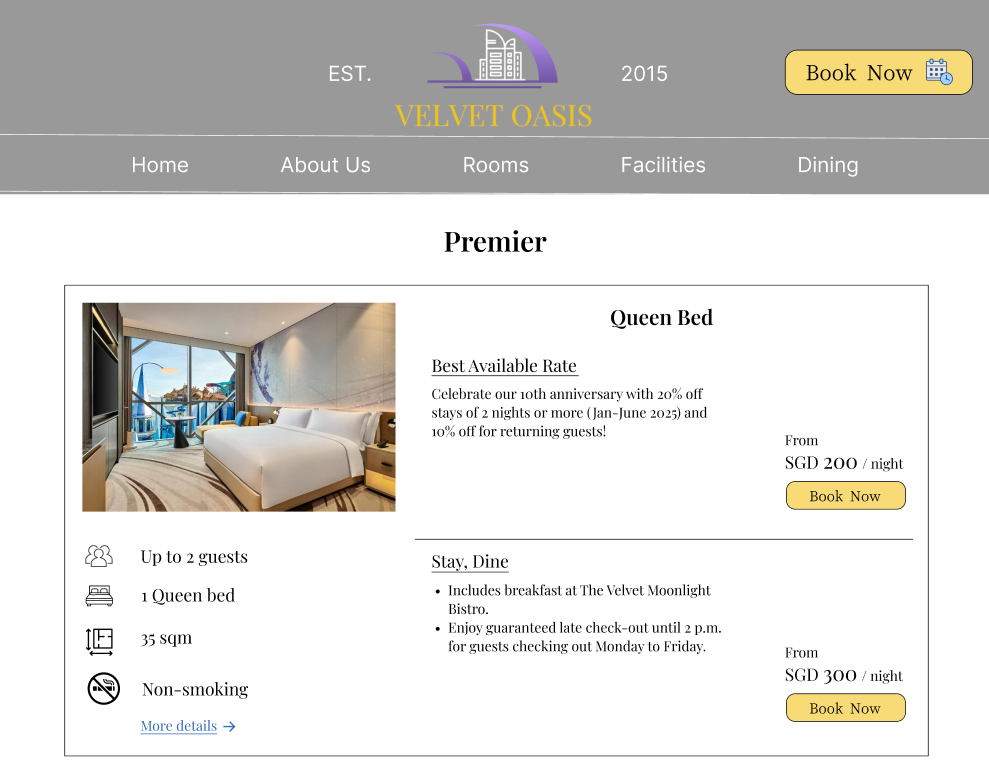 EST.
2015
VELVET OASIS
Book Now
Home About Us Rooms Facilities Dining
Premier
Queen Bed
Best Available Rate
Celebrate our 10th anniversary with 20% off
stays of 2 nights or more (Jan-June 2025) and
10% off for returning guests!
From
SGD 200 / night
Book Now
Up to 2 guests
1 Queen bed
35 sqm
Non-smoking
More details →
Stay, Dine
• Includes breakfast at The Velvet Moonlight
Bistro.
• Enjoy guaranteed late check-out until 2 p.m.
for guests checking out Monday to Friday.
From
SGD 300 / night
Book Now